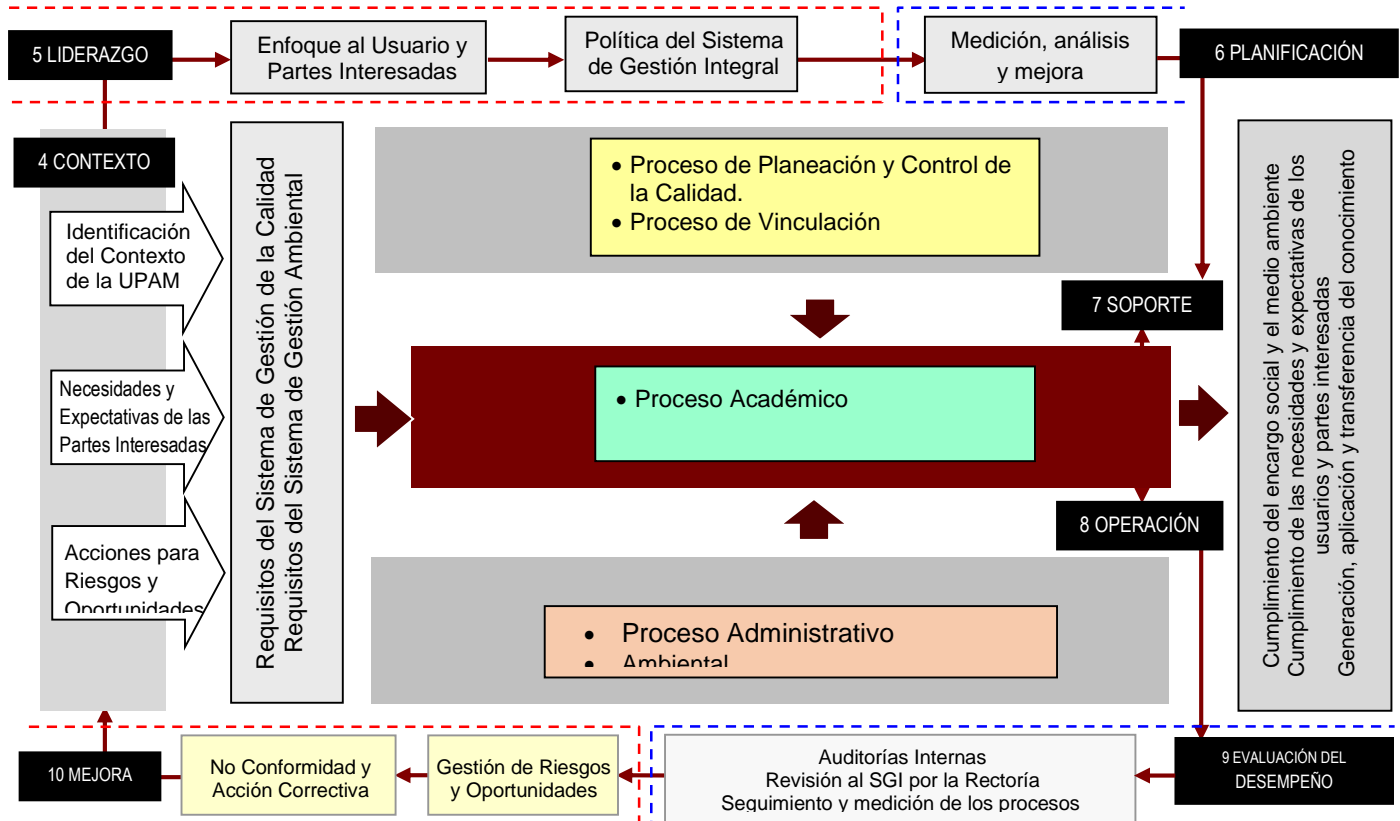 5 LIDERAZGO
Enfoque al Usuario y
Partes Interesadas
Política del Sistema
de Gestión Integral
Medición, análisis
y mejora
6 PLANIFICACIÓN
4 CONTEXTO
Identificación
del Contexto
de la UPAM
Necesidades y
Expectativas de las
Partes Interesadas
Acciones para
Riesgos y
Oportunidades
Requisitos del Sistema de Gestión de la Calidad
Requisitos del Sistema de Gestión Ambiental
• Proceso de Planeación y Control de
la Calidad.
• Proceso de Vinculación
7 SOPORTE
• Proceso Académico
8 OPERACIÓN
• Proceso Administrativo
• Ambiental
Cumplimiento del encargo social y el medio ambiente
Cumplimiento de las necesidades y expectativas de los
usuarios y partes interesadas
Generación, aplicación y transferencia del conocimiento
10 MEJORA
No Conformidad y
Acción Correctiva
Gestión de Riesgos
y Oportunidades
Auditorías Internas
Revisión al SGI por la Rectoría
Seguimiento y medición de los procesos
9 EVALUACIÓN DEL
DESEMPEÑO